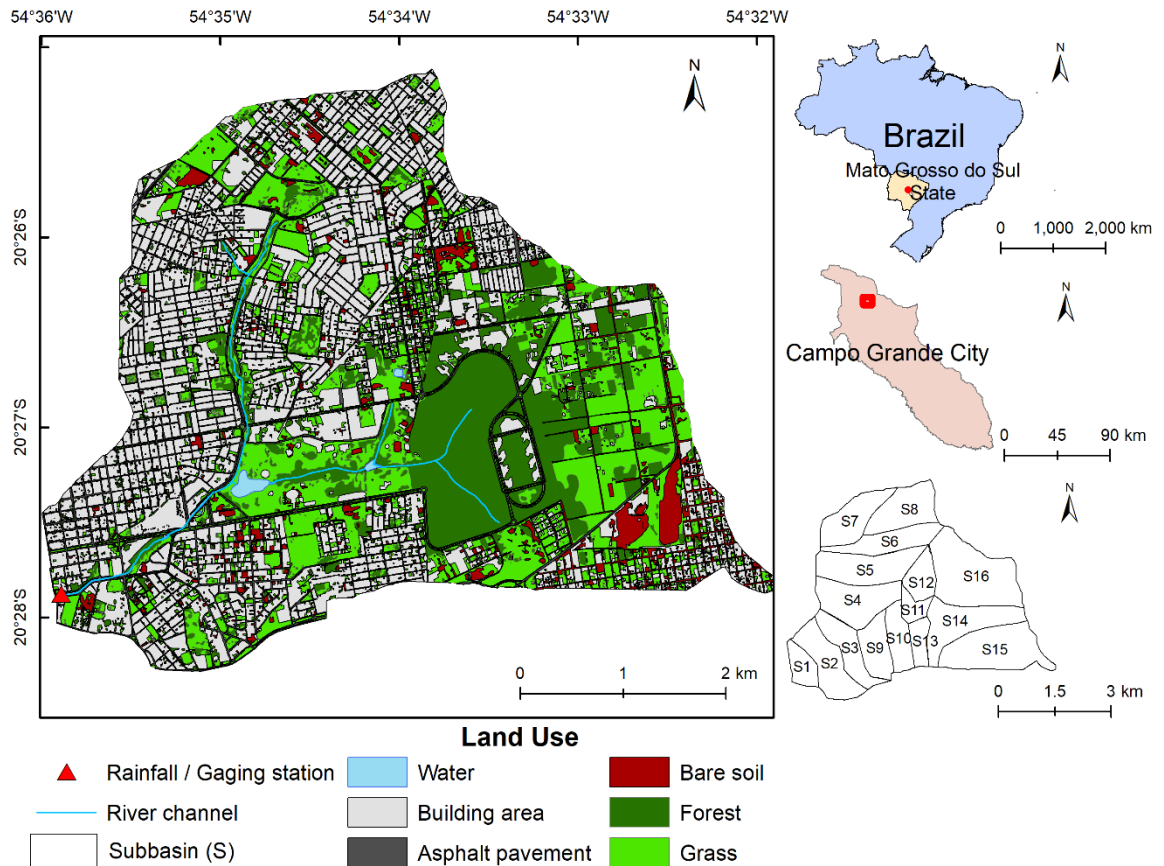 54°36'W 54°35'W 54°34'W 54°33'W 54°32'W
20°26'S
20°27'S
20°28'S
N
0 1 2 km
N
Brazil
Mato Grosso do Sul
State
0 1,000 2,000 km
N
Campo Grande City
0 45 90 km
N
S7 S8
S6
S5
S12 S16
S4
S11
S14
S3 S9 S10 S13
S1 S2 S15
0 1.5 3 km
Land Use
Rainfall / Gaging station Water Bare soil
River channel Building area Forest
Subbasin (S) Asphalt pavement Grass